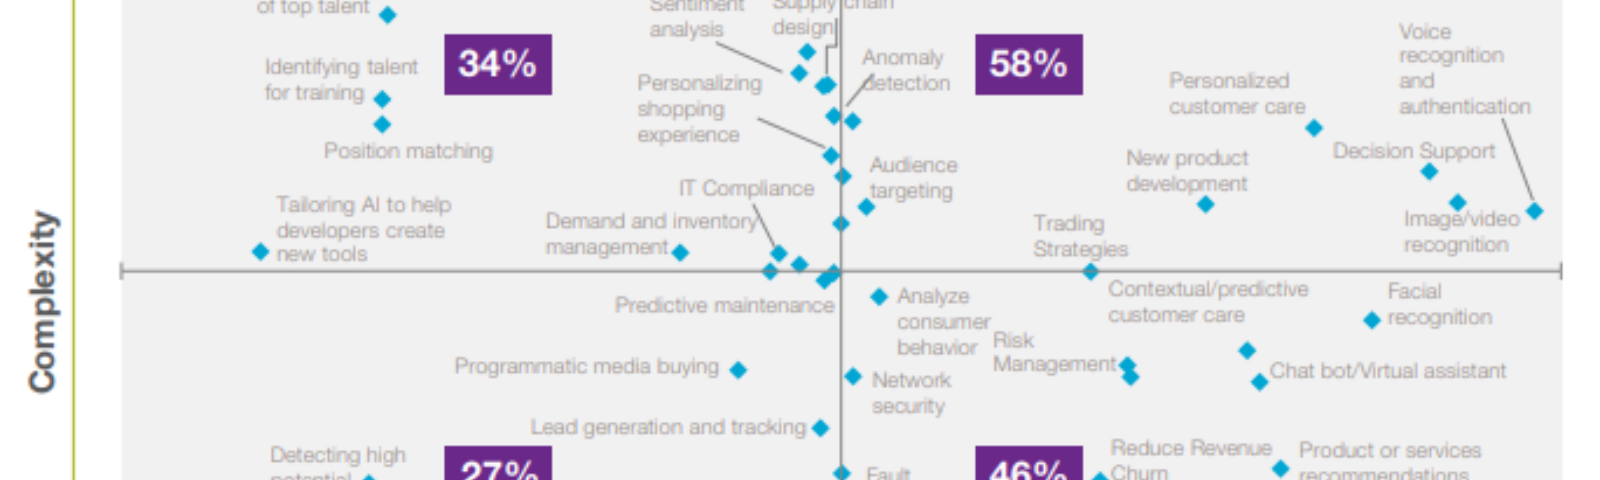 of top talent
Sentiment
analysis
Supply chain
design
34%
58%
Voice
recognition
and
authentication
Identifying talent
for training
Anomaly
detection
Personalizing
shopping
experience
Personalized
customer care
Position matching
Decision Support
New product
development
Audience
targeting
IT Compliance
Tailoring AI to help
developers create
new tools
Demand and inventory
management
Trading
Strategies
Image/video
recognition
Complexity
Predictive maintenance
Analyze
consumer
behavior
Contextual/predictive
customer care
Facial
recognition
Risk
Management
Programmatic media buying
Chat bot/Virtual assistant
Network
security
Lead generation and tracking
Detecting high
potential
27%
46%
Fault
Reduce Revenue
Churn
Product or services
recommendations